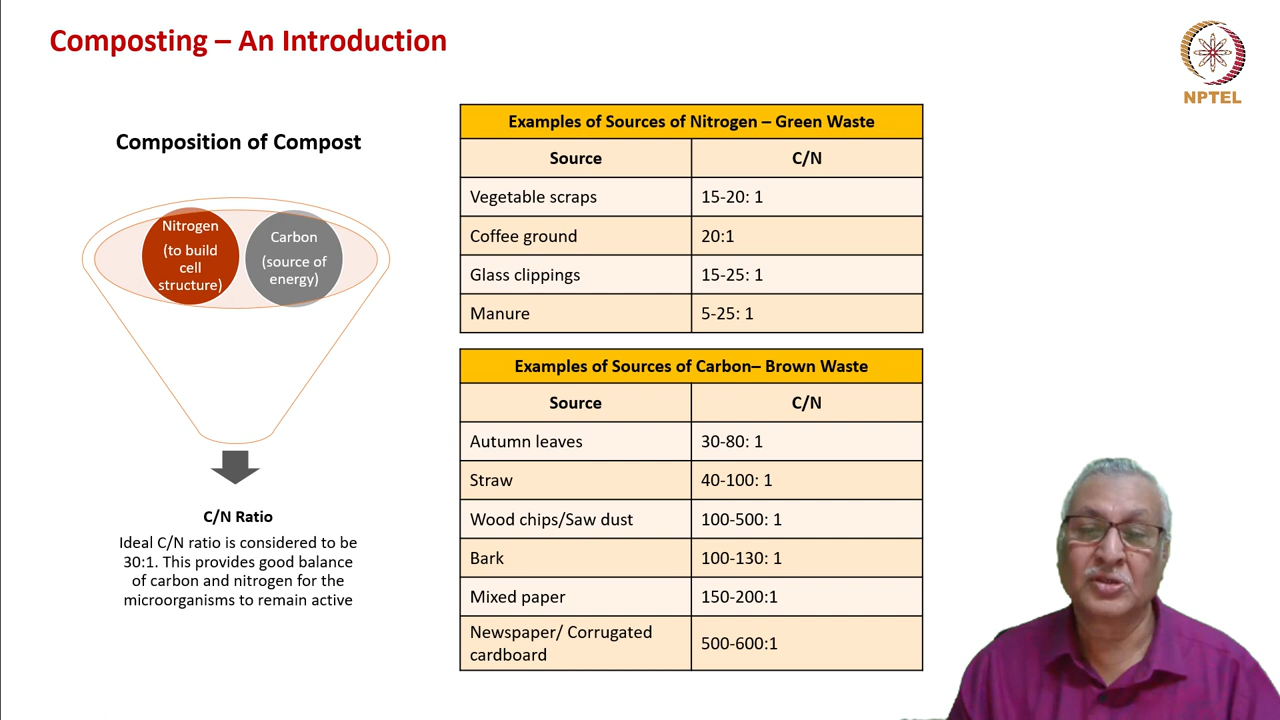 Composting – An Introduction
NPTEL
Composition of Compost
Nitrogen
(to build
cell
structure)
Carbon
(source of
energy)
C/N Ratio
Ideal C/N ratio is considered to be
30:1. This provides good balance
of carbon and nitrogen for the
microorganisms to remain active
Examples of Sources of Nitrogen – Green Waste
Source C/N
Vegetable scraps 15-20: 1
Coffee ground 20:1
Glass clippings 15-25: 1
Manure 5-25: 1
Examples of Sources of Carbon– Brown Waste
Source C/N
Autumn leaves 30-80: 1
Straw 40-100: 1
Wood chips/Saw dust 100-500: 1
Bark 100-130: 1
Mixed paper 150-200:1
Newspaper/ Corrugated
cardboard 500-600:1